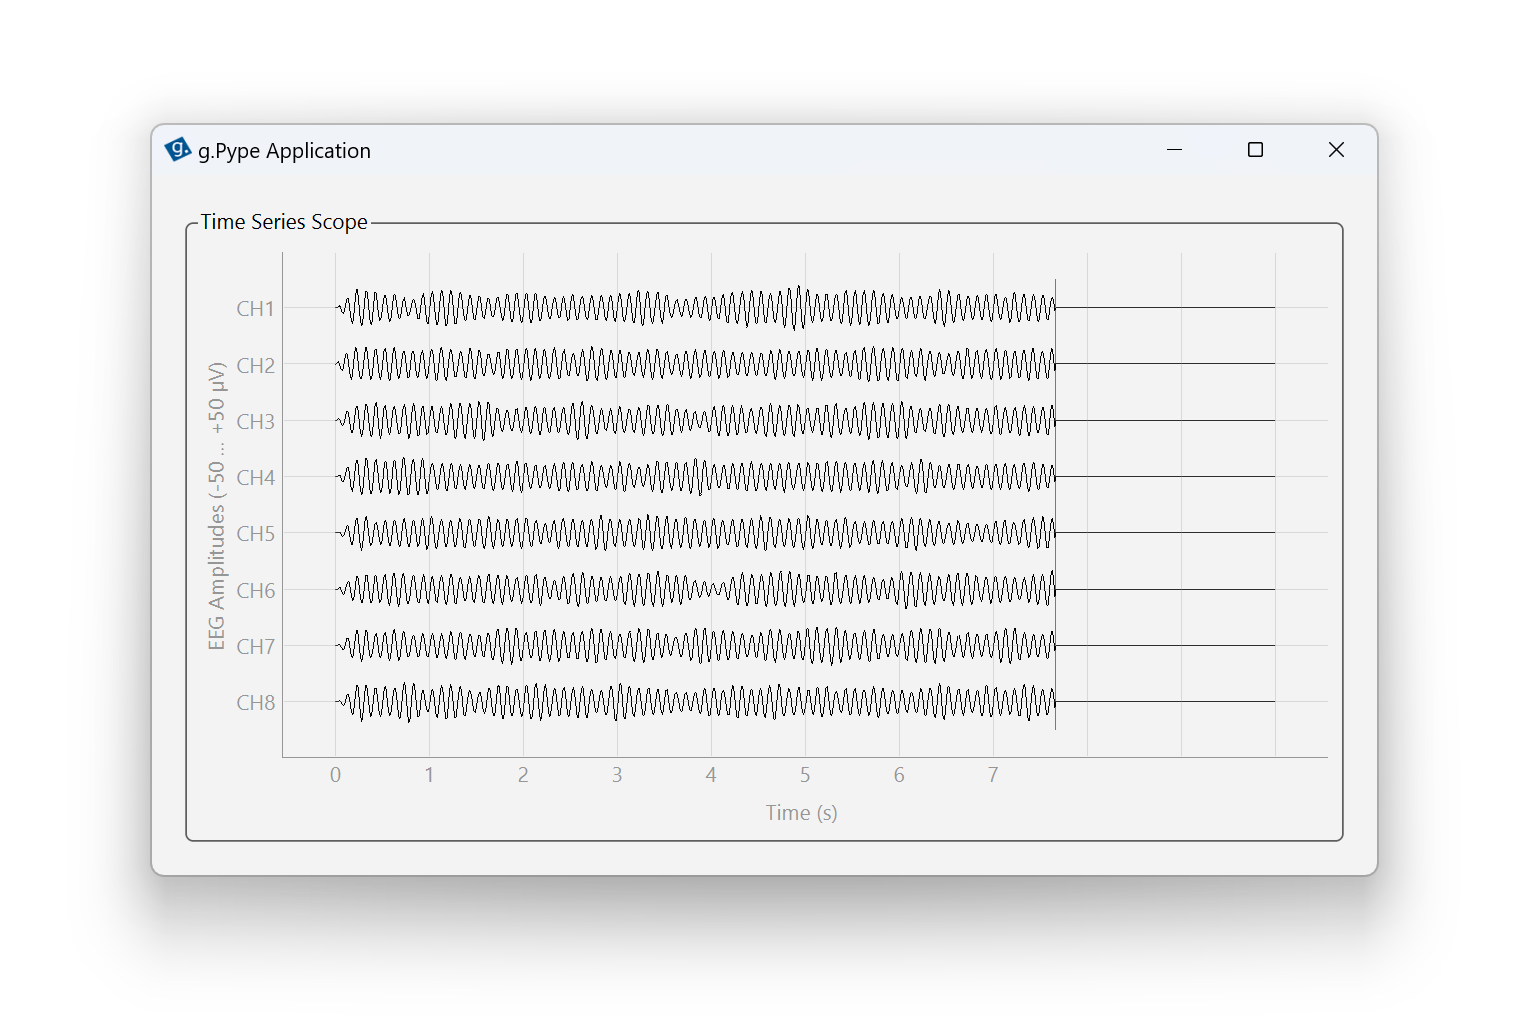 g.
g.Pype Application
Time Series Scope
EEG Amplitudes (-50 ... +50 µV)
CH1
CH2
CH3
CH4
CH5
CH6
CH7
CH8
0 1 2 3 4 5 6 7
Time (s)